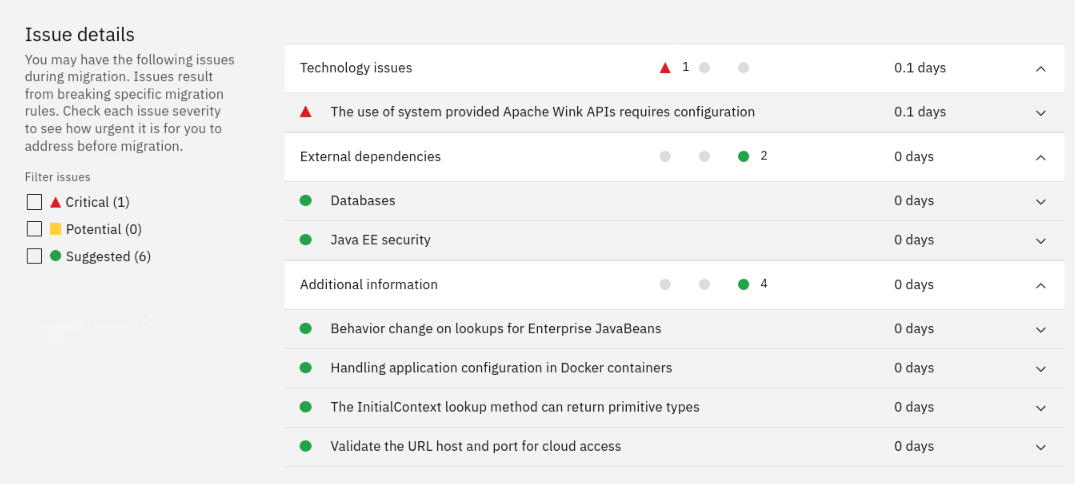 Issue details
You may have the following issues
during migration. Issues result
from breaking specific migration
rules. Check each issue severity
to see how urgent it is for you to
address before migration.
Filter issues
Critical (1)
Potential (0)
Suggested (6)
Technology issues 1 0.1 days
The use of system provided Apache Wink APIs requires configuration 0.1 days
External dependencies 2 0 days
Databases 0 days
Java EE security 0 days
Additional information 4 0 days
Behavior change on lookups for Enterprise JavaBeans 0 days
Handling application configuration in Docker containers 0 days
The InitialContext lookup method can return primitive types 0 days
Validate the URL host and port for cloud access 0 days